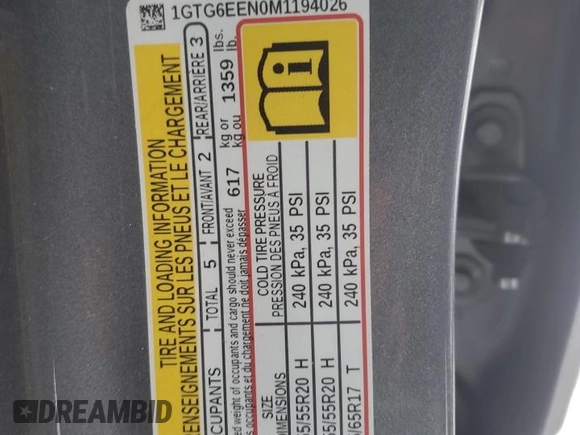 1GTG6EEN0M1194026
TIRE AND LOADING INFORMATION
RENSEIGNEMENTS SUR LES PNEUS ET LE CHARGEMENT
TOTAL 5 FRONT/AVANT 2 REAR/ARRIÈRE 3
weight of occupants and cargo should never exceed 617 kg or 1359 lbs.
et du chargement ne doit jamais dépasser kg ou lb.
SIZE COLD TIRE PRESSURE
DIMENSIONS PRESSION DES PNEUS À FROID
/55R20 H 240 kPa, 35 PSI
/55R20 H 240 kPa, 35 PSI
/65R17 T 240 kPa, 35 PSI
DREAMBID